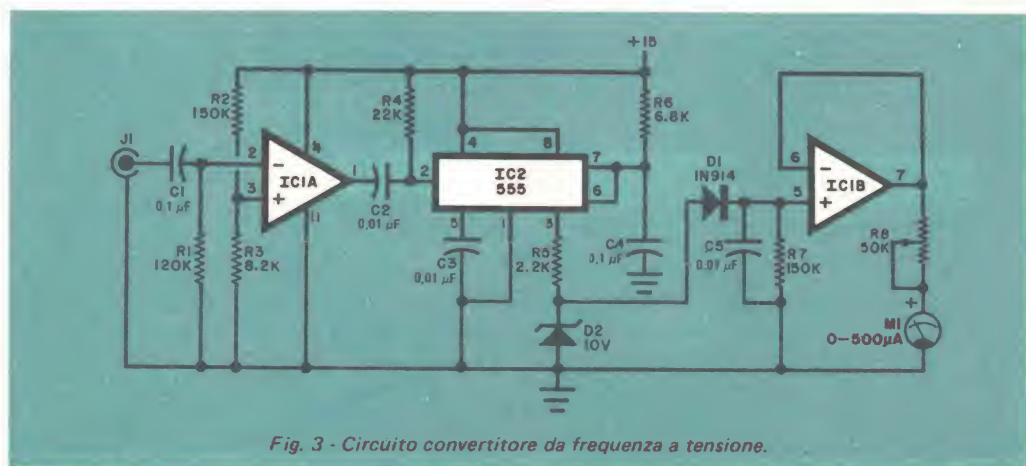 +15
R2
150K
R4
22K
R6
6.8K
J1
C1
0.1 µF
2
3
4
11
1
IC1A
C2
0,01 µF
R1
120K
R3
8.2K
2
4
8
7
6
5
1
3
IC2
555
C3
0,01 µF
R5
2.2K
C4
0,1 µF
D2
10V
D1
1N914
C5
R7
150K
6
5
7
IC1B
R8
50K
+
M1
0–500µA
Fig. 3 - Circuito convertitore da frequenza a tensione.